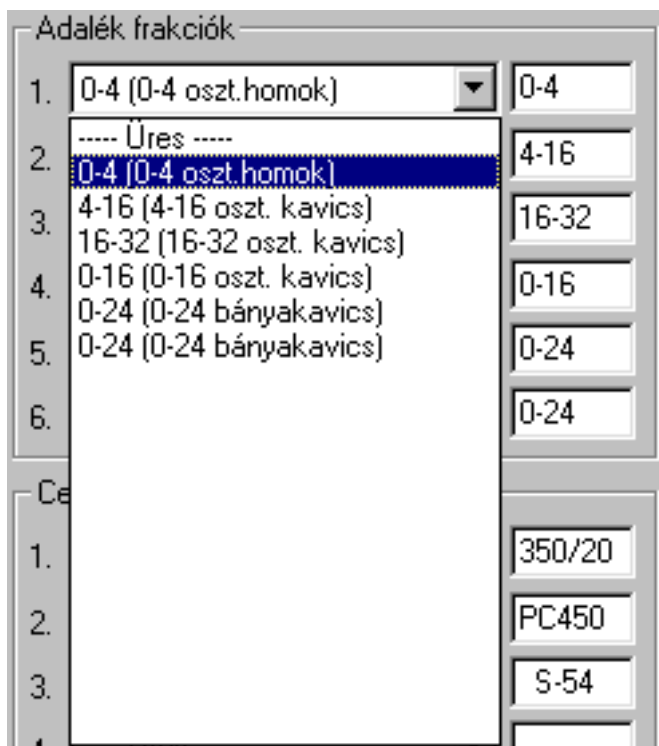 Adalék frakciók
1. 0-4 (0-4 oszt.homok) 0-4
----- Üres -----
2. 4-16
0-4 (0-4 oszt.homok)
4-16 (4-16 oszt. kavics)
3. 16-32
16-32 (16-32 oszt. kavics)
4. 0-16 (0-16 oszt. kavics) 0-16
0-24 (0-24 bányakavics)
5. 0-24 (0-24 bányakavics) 0-24
6. 0-24
1. 350/20
2. PC450
3. S-54